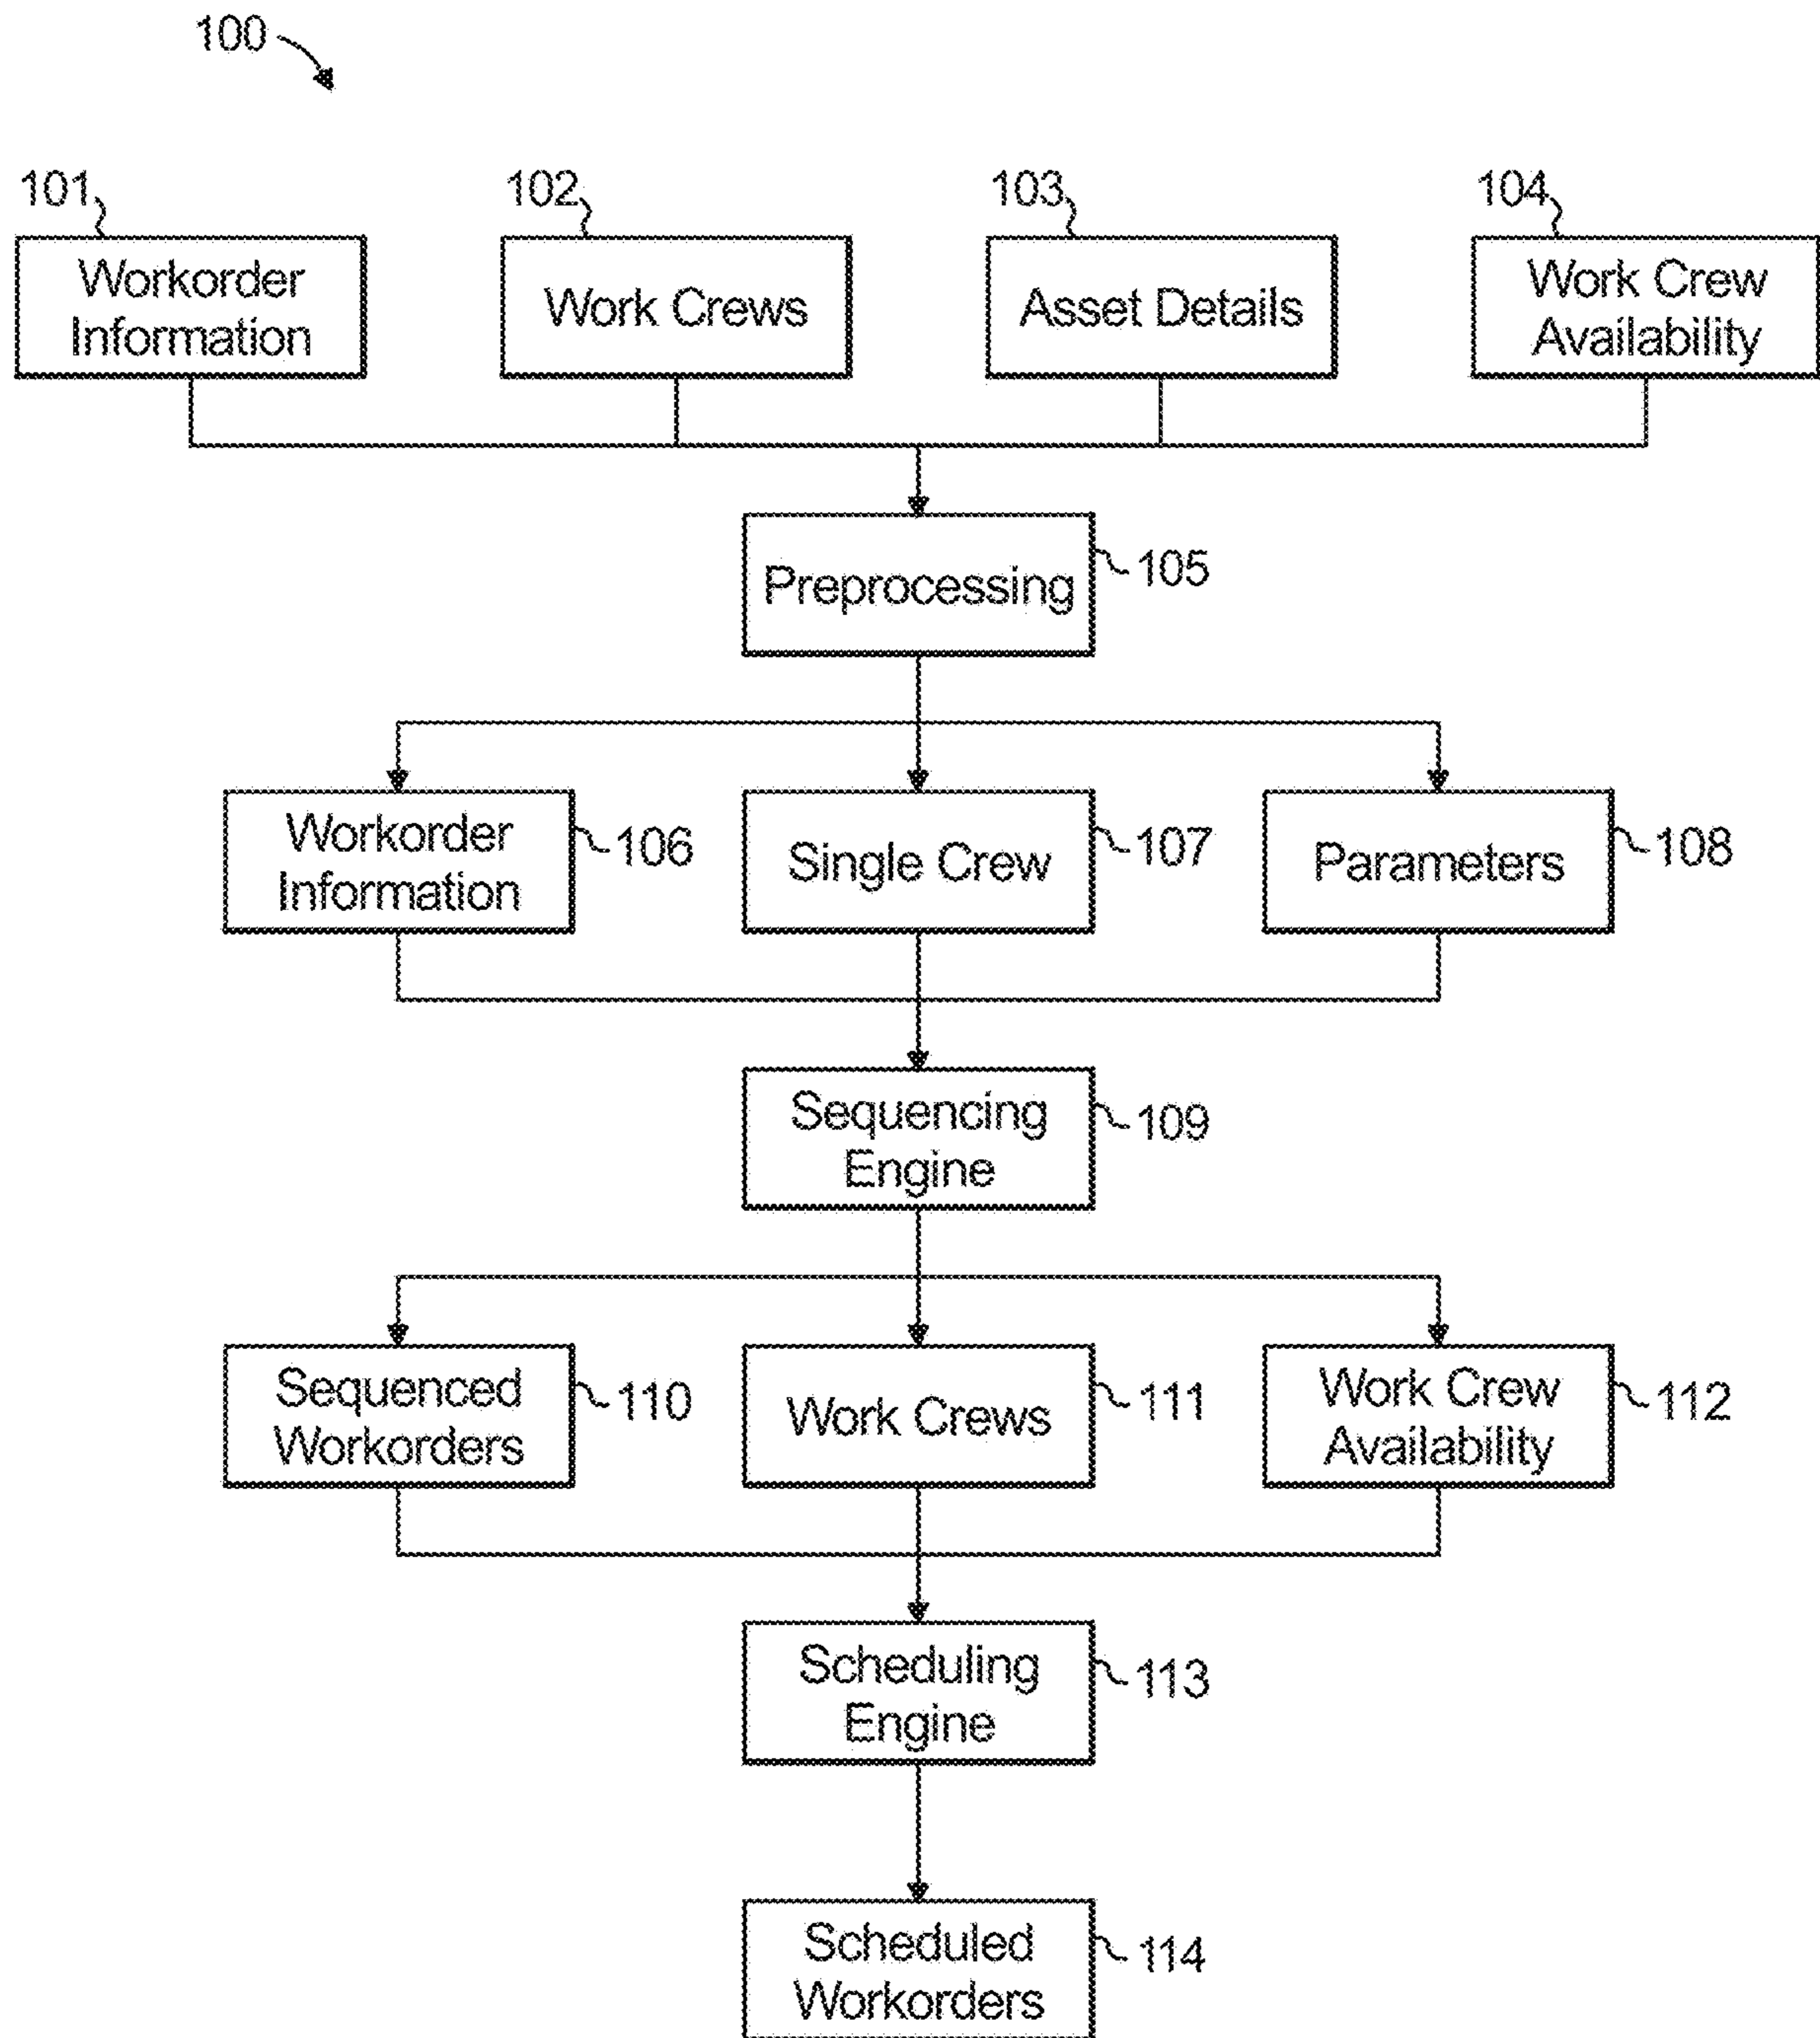 100
101
102
103
104
Workorder
Information
Work Crews
Asset Details
Work Crew
Availability
Preprocessing
105
Workorder
Information
106
Single Crew
107
Parameters
108
Sequencing
Engine
109
Sequenced
Workorders
110
Work Crews
111
Work Crew
Availability
112
Scheduling
Engine
113
Scheduled
Workorders
114